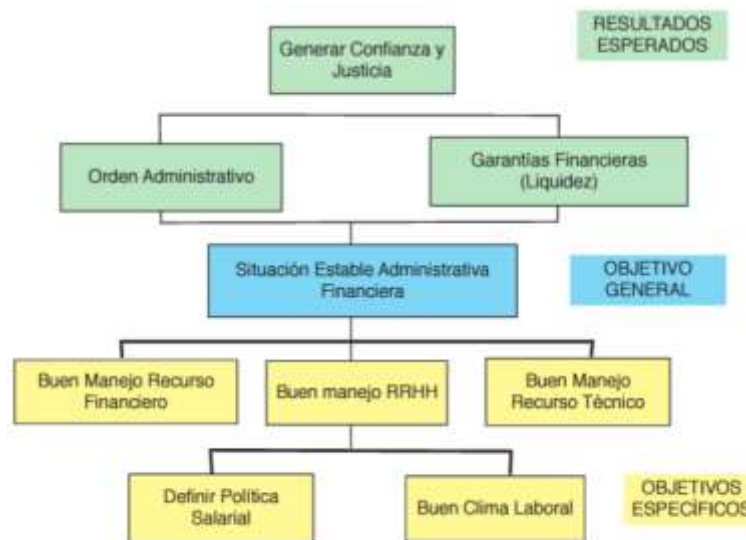 RESULTADOS
ESPERADOS
Generar Confianza y
Justicia
Orden Administrativo
Garantías Financieras
(Liquidez)
Situación Estable Administrativa
Financiera
OBJETIVO
GENERAL
Buen Manejo Recurso
Financiero
Buen manejo RRHH
Buen Manejo
Recurso Técnico
Definir Política
Salarial
Buen Clima Laboral
OBJETIVOS
ESPECÍFICOS